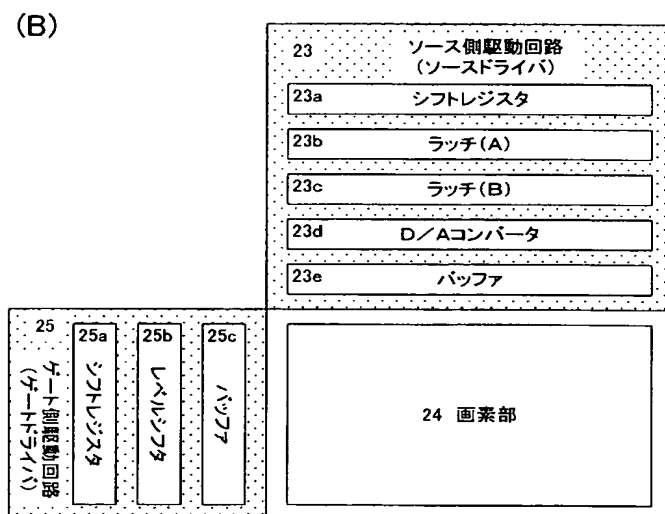 (B)
23 ソース側駆動回路
(ソースドライバ)
23a シフトレジスタ
23b ラッチ(A)
23c ラッチ(B)
23d D/Aコンバータ
23e バッファ
25
ゲート側駆動回路
(ゲートドライバ)
25a
シフトレジスタ
25b
レベルシフタ
25c
バッファ
24 画素部